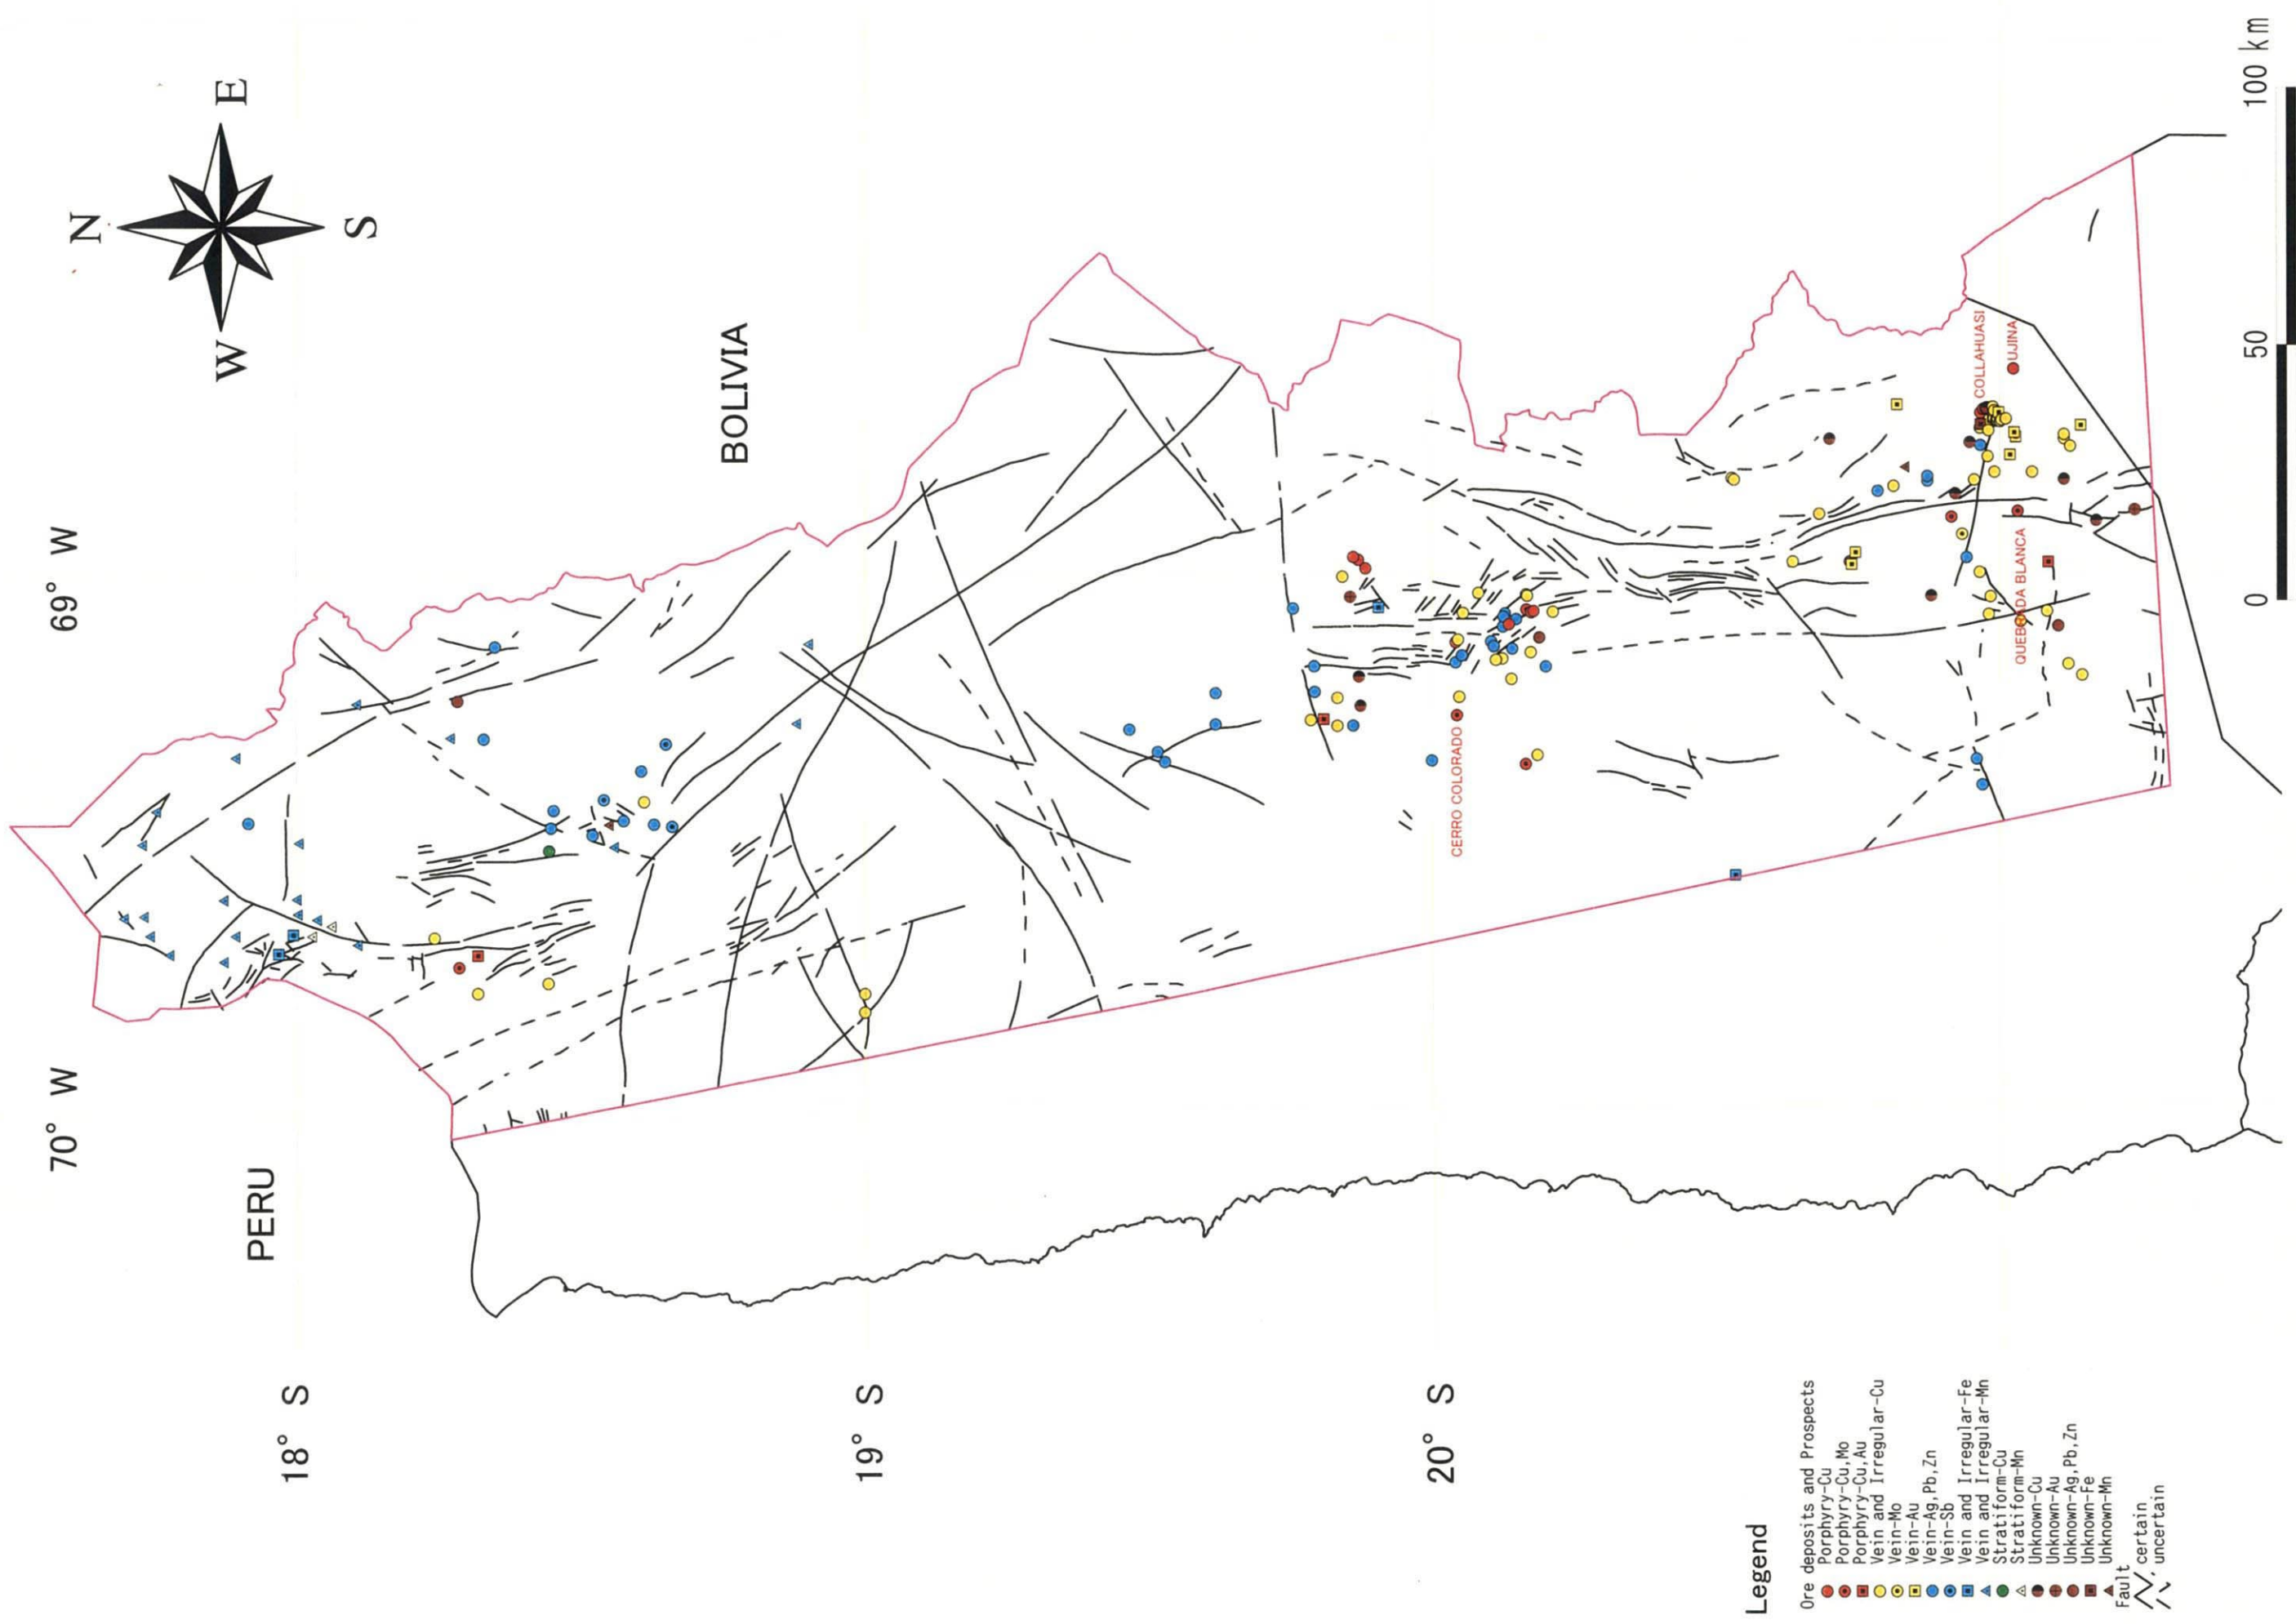 N
E
W
S
70° W
69° W
PERU
BOLIVIA
18° S
19° S
20° S
CERRO COLORADO
COLLAHUASI
UJINA
QUEBRADA BLANCA
0
50
100 km
Legend
Ore deposits and Prospects
Porphyry-Cu
Porphyry-Cu,Mo
Porphyry-Cu,Au
Vein and Irregular-Cu
Vein-Mo
Vein-Au
Vein-Ag,Pb,Zn
Vein-Sb
Vein and Irregular-Fe
Vein and Irregular-Mn
Stratiform-Cu
Stratiform-Mn
Unknown-Cu
Unknown-Au
Unknown-Ag,Pb,Zn
Unknown-Fe
Unknown-Mn
Fault
certain
uncertain